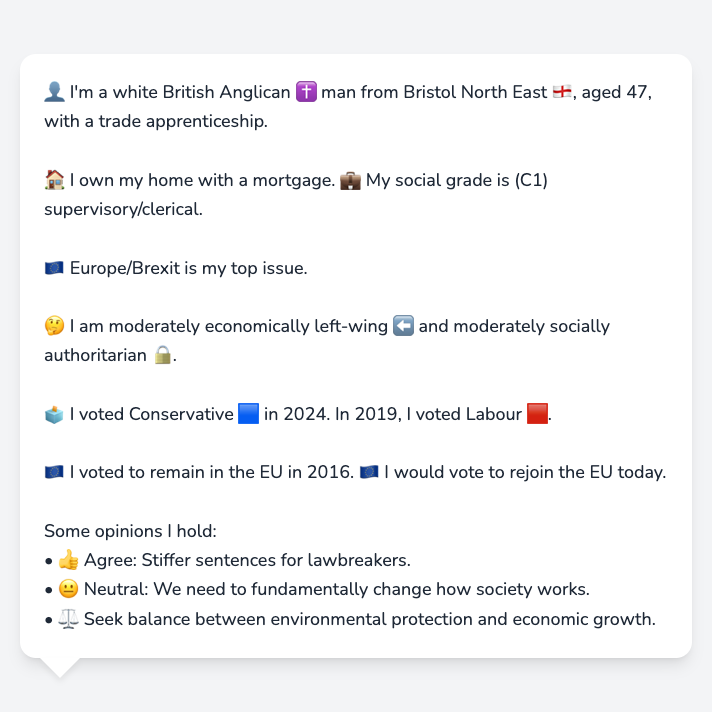 👤 I'm a white British Anglican ✝️ man from Bristol North East 🏴󠁧󠁢󠁥󠁮󠁧󠁿, aged 47,
with a trade apprenticeship.
🏠 I own my home with a mortgage. 💼 My social grade is (C1)
supervisory/clerical.
🇪🇺 Europe/Brexit is my top issue.
🤔 I am moderately economically left-wing ⬅️ and moderately socially
authoritarian 🔒.
🗳️ I voted Conservative 🟦 in 2024. In 2019, I voted Labour 🟥.
🇪🇺 I voted to remain in the EU in 2016. 🇪🇺 I would vote to rejoin the EU today.
Some opinions I hold:
• 👍 Agree: Stiffer sentences for lawbreakers.
• 😐 Neutral: We need to fundamentally change how society works.
• ⚖️ Seek balance between environmental protection and economic growth.